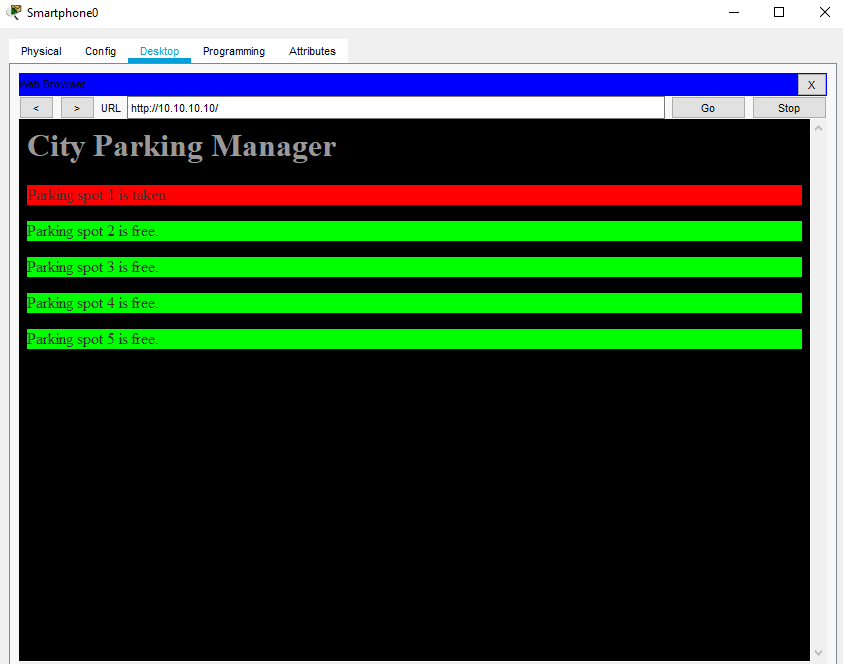 Smartphone0
Physical Config Desktop Programming Attributes
Web Browser
X
< > URL http://10.10.10.10/ Go Stop
City Parking Manager
Parking spot 1 is taken
Parking spot 2 is free.
Parking spot 3 is free.
Parking spot 4 is free.
Parking spot 5 is free.